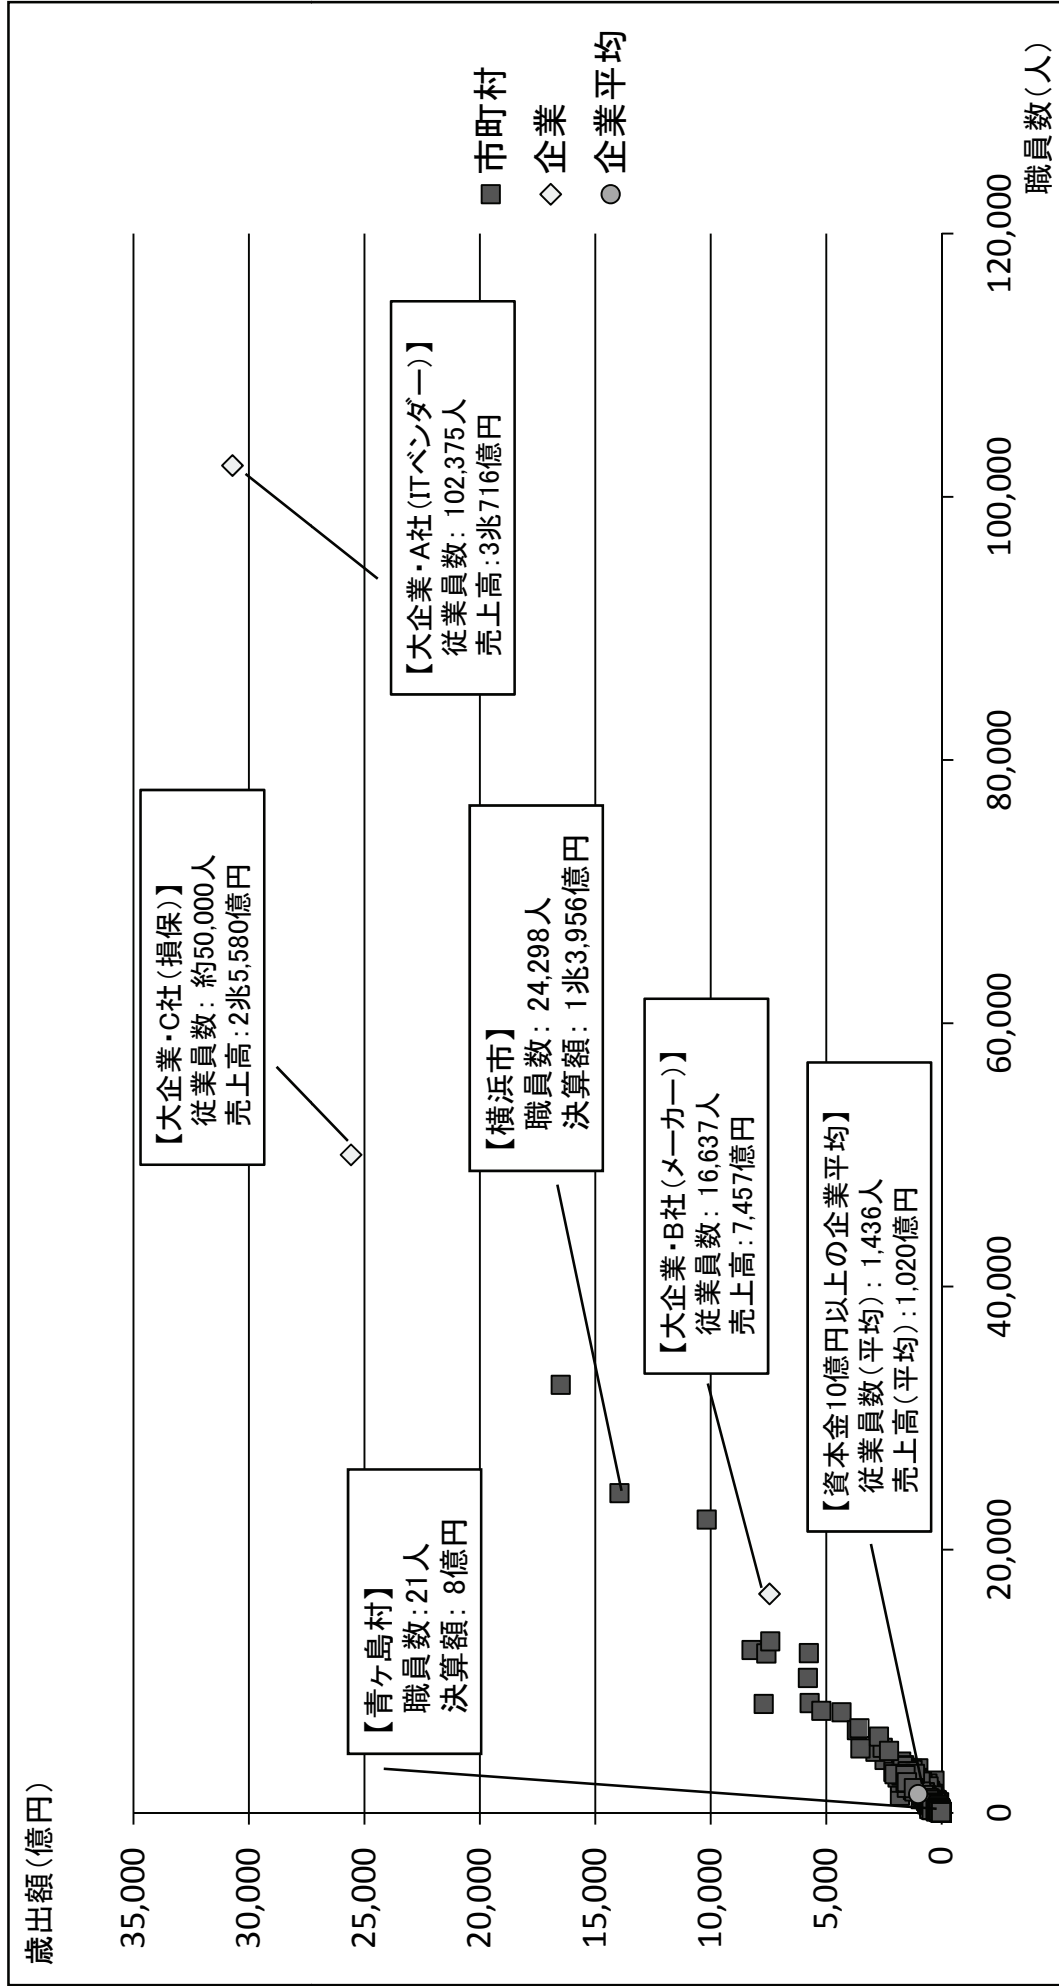 歳出額(億円)
35,000
30,000
25,000
20,000
15,000
10,000
5,000
0
【大企業・C社(損保)】
従業員数: 約50,000人
売上高:2兆5,580億円
【大企業・A社(ITベンダー)】
従業員数: 102,375人
売上高:3兆716億円
【青ヶ島村】
職員数:21人
決算額: 8億円
【横浜市】
職員数: 24,298人
決算額: 1兆3,956億円
【大企業・B社(メーカー)】
従業員数: 16,637人
売上高:7,457億円
【資本金10億円以上の企業平均】
従業員数(平均): 1,436人
売上高(平均):1,020億円
市町村
企業
企業平均
0
20,000
40,000
60,000
80,000
100,000
120,000
職員数(人)